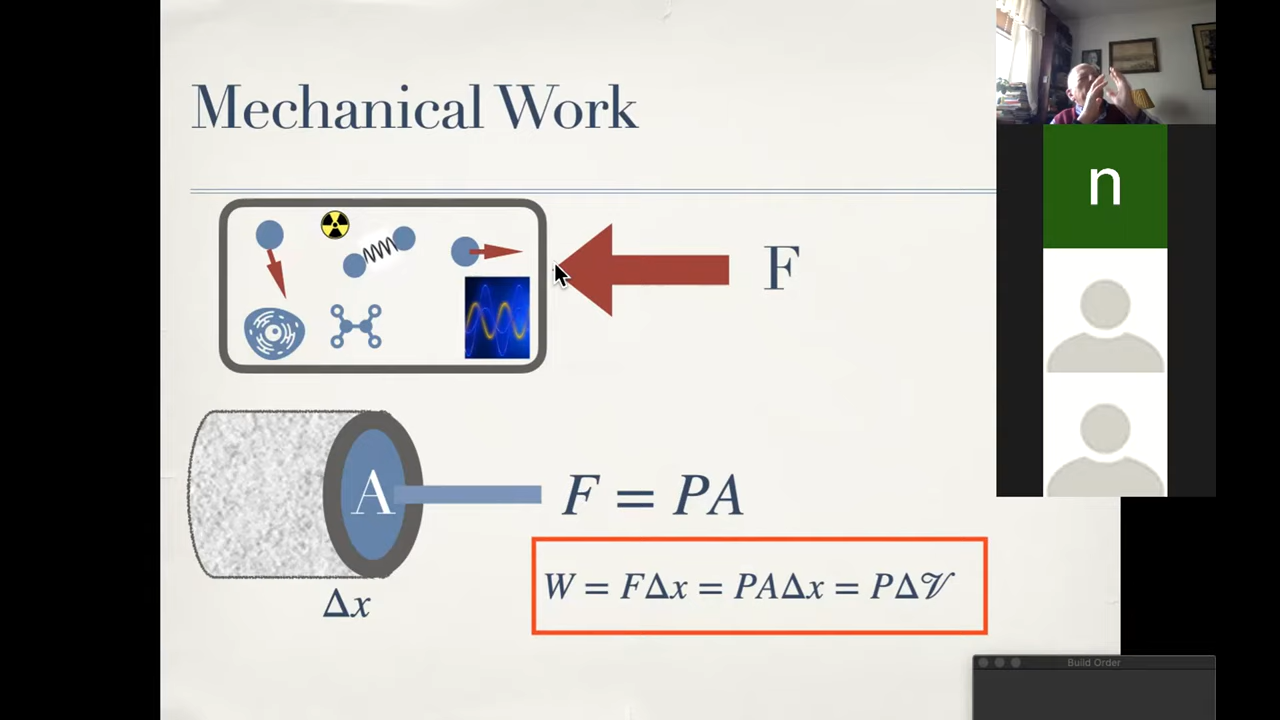 Mechanical Work
F
n
A
F = PA
W = FΔx = PAΔx = PΔ𝒱
Δx
Build Order